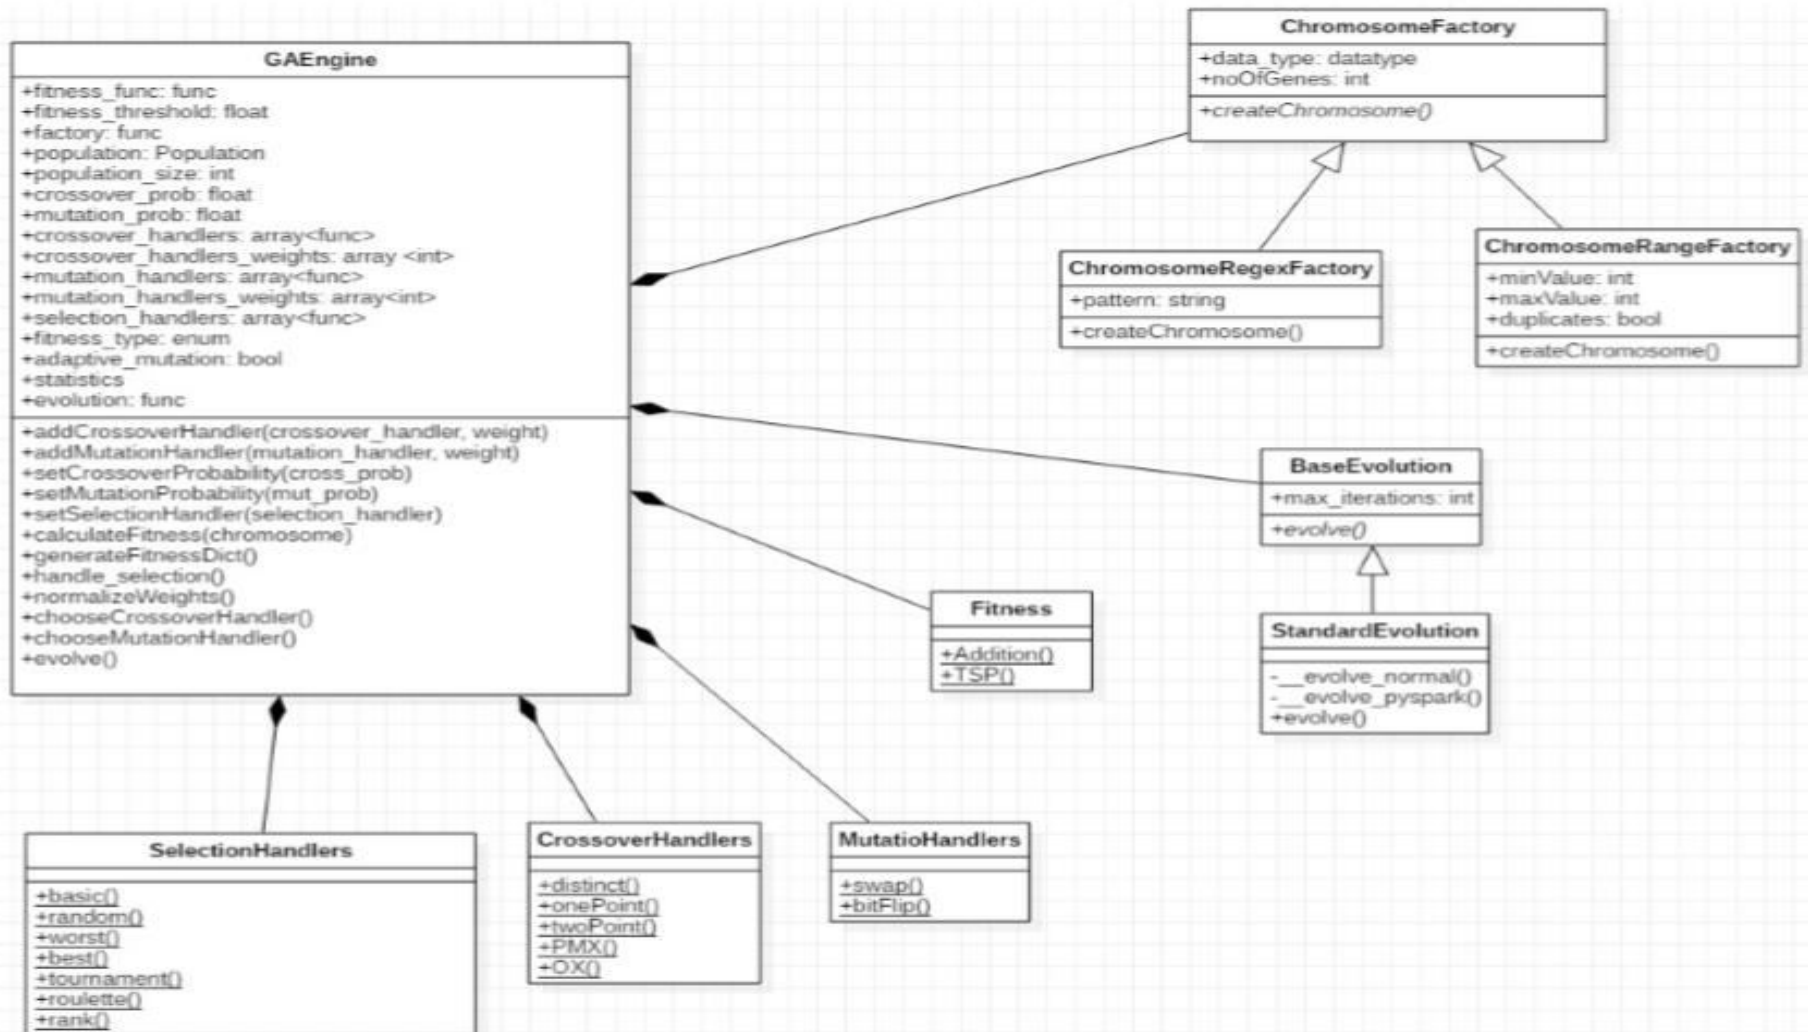 GAEngine
+fitness_func: func
+fitness_threshold: float
+factory: func
+population: Population
+population_size: int
+crossover_prob: float
+mutation_prob: float
+crossover_handlers: array<func>
+crossover_handlers_weights: array <int>
+mutation_handlers: array<func>
+mutation_handlers_weights: array<int>
+selection_handlers: array<func>
+fitness_type: enum
+adaptive_mutation: bool
+statistics
+evolution: func
+addCrossoverHandler(crossover_handler, weight)
+addMutationHandler(mutation_handler, weight)
+setCrossoverProbability(cross_prob)
+setMutationProbability(mut_prob)
+setSelectionHandler(selection_handler)
+calculateFitness(chromosome)
+generateFitnessDict()
+handle_selection()
+normalizeWeights()
+chooseCrossoverHandler()
+chooseMutationHandler()
+evolve()
ChromosomeFactory
+data_type: datatype
+noOfGenes: int
+createChromosome()
ChromosomeRegexFactory
+pattern: string
+createChromosome()
ChromosomeRangeFactory
+minValue: int
+maxValue: int
+duplicates: bool
+createChromosome()
BaseEvolution
+max_iterations: int
+evolve()
StandardEvolution
-__evolve_normal()
-__evolve_pyspark()
+evolve()
Fitness
+Addition()
+TSP()
SelectionHandlers
+basic()
+random()
+worst()
+best()
+tournament()
+roulette()
+rank()
CrossoverHandlers
+distinct()
+onePoint()
+twoPoint()
+PMX()
+OX()
MutatioHandlers
+swap()
+bitFlip()